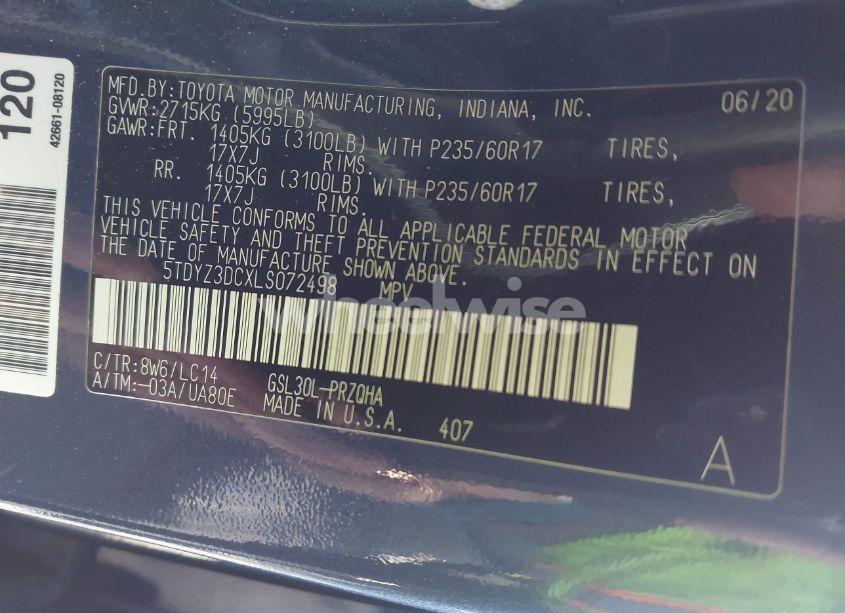 120
42661-08120
MFD.BY:TOYOTA MOTOR MANUFACTURING, INDIANA, INC. 06/20
GVWR:2715KG (5995LB)
GAWR:FRT. 1405KG (3100LB) WITH P235/60R17 TIRES,
17X7J RIMS.
RR. 1405KG (3100LB) WITH P235/60R17 TIRES,
17X7J RIMS.
THIS VEHICLE CONFORMS TO ALL APPLICABLE FEDERAL MOTOR
VEHICLE SAFETY AND THEFT PREVENTION STANDARDS IN EFFECT ON
THE DATE OF MANUFACTURE SHOWN ABOVE.
5TDYZ3DCXLS072498 MPV
wheelwise
C/TR:8W6/LC14 GSL30L-PRZQHA
A/TM:-03A/UA80E MADE IN U.S.A. 407
A